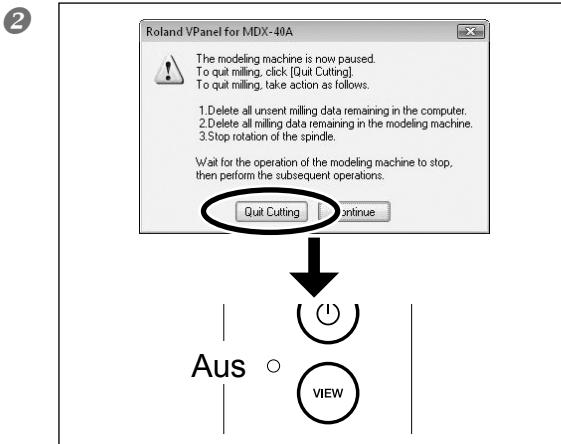 2
Roland VPanel for MDX-40A
The modeling machine is now paused.
To quit milling, click [Quit Cutting].
To quit milling, take action as follows.
1.Delete all unsent milling data remaining in the computer.
2.Delete all milling data remaining in the modeling machine.
3.Stop rotation of the spindle.
Wait for the operation of the modeling machine to stop,
then perform the subsequent operations.
Quit Cutting
Aus
VIEW